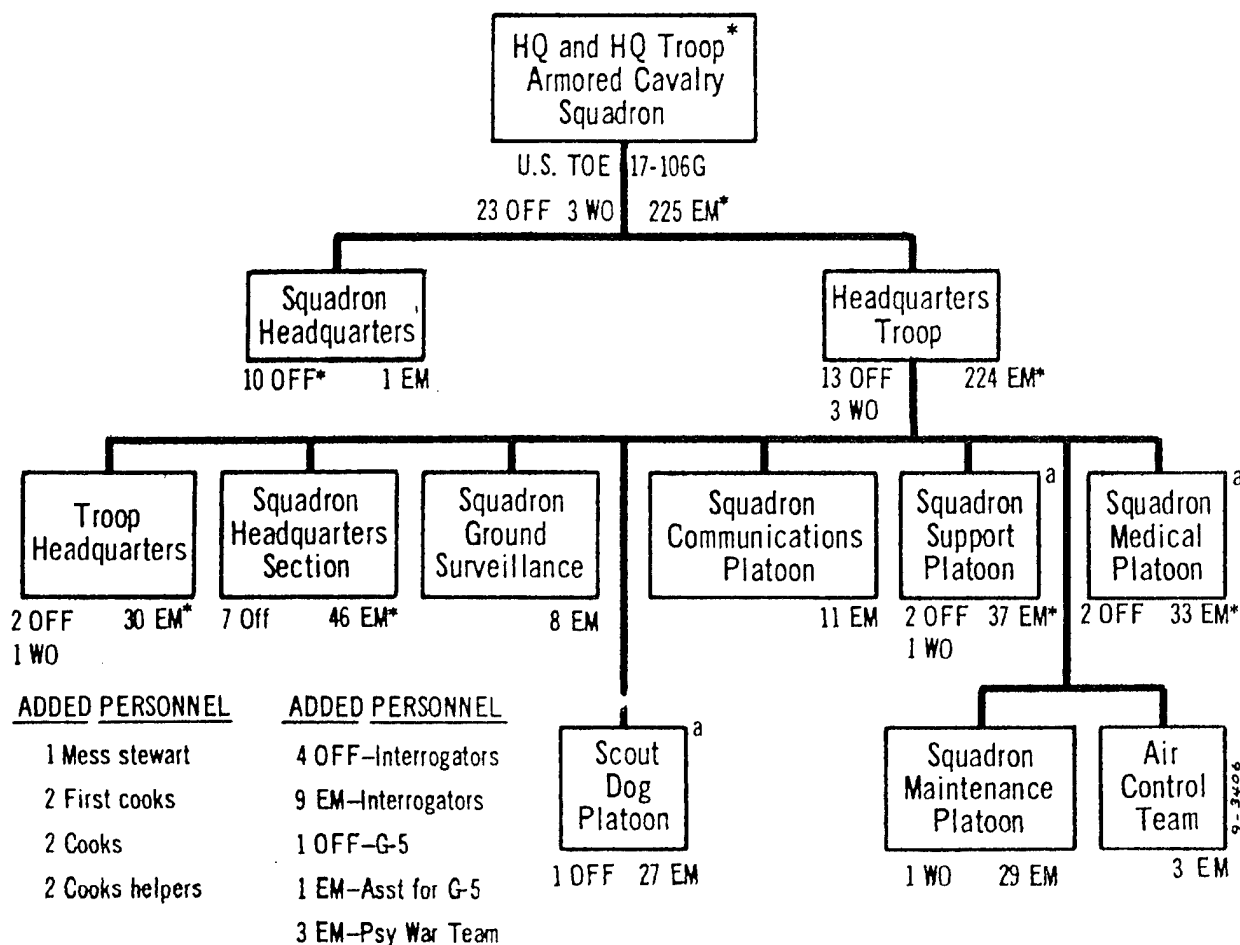 HQ and HQ Troop*
Armored Cavalry
Squadron
U.S. TOE 17-106G
23 OFF 3 WO 225 EM*
Squadron
Headquarters
10 OFF* 1 EM
Headquarters
Troop
13 OFF 224 EM*
3 WO
Troop
Headquarters
2 OFF 30 EM*
1 WO
Squadron
Headquarters
Section
7 Off 46 EM*
Squadron
Ground
Surveillance
8 EM
Squadron
Communications
Platoon
11 EM
a
Squadron
Support
Platoon
2 OFF 37 EM*
1 WO
a
Squadron
Medical
Platoon
2 OFF 33 EM*
ADDED PERSONNEL
1 Mess stewart
2 First cooks
2 Cooks
2 Cooks helpers
ADDED PERSONNEL
4 OFF–Interrogators
9 EM–Interrogators
1 OFF–G-5
1 EM–Asst for G-5
3 EM–Psy War Team
a
Scout
Dog
Platoon
1 OFF 27 EM
Squadron
Maintenance
Platoon
1 WO 29 EM
Air
Control
Team
3 EM
9-3406